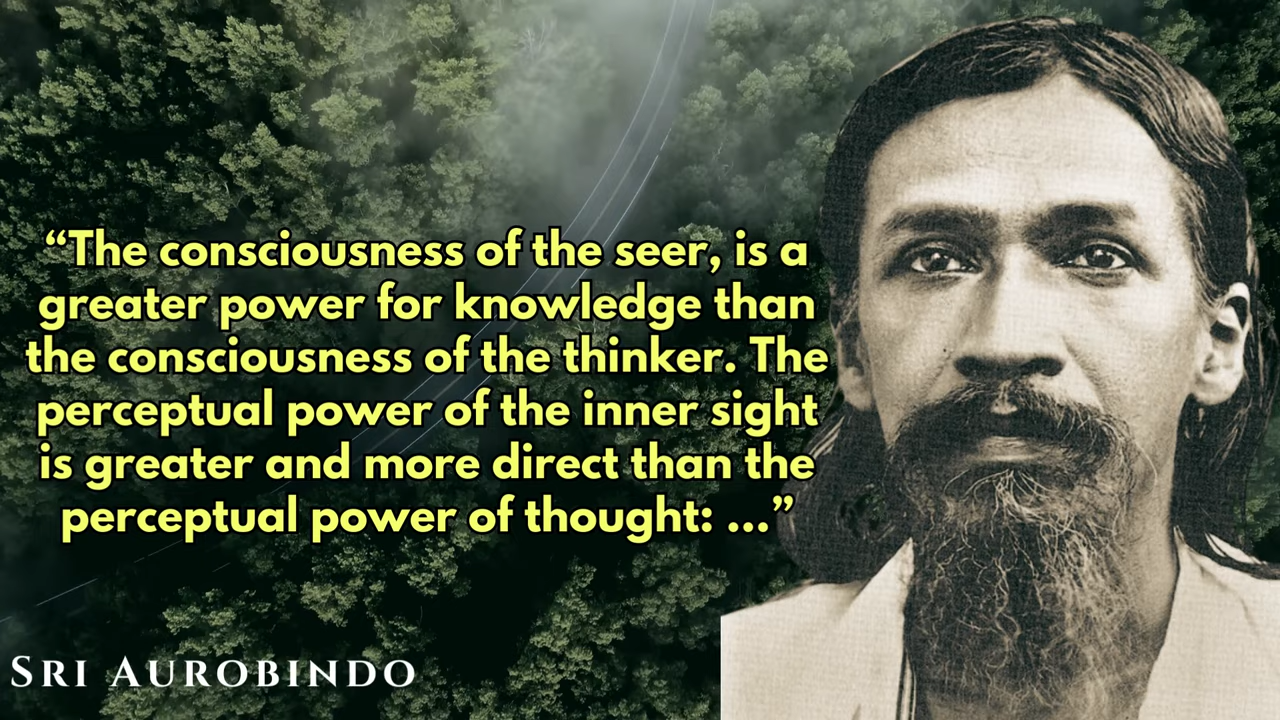 “The consciousness of the seer, is a
greater power for knowledge than
the consciousness of the thinker. The
perceptual power of the inner sight
is greater and more direct than the
perceptual power of thought: ...”
Sri Aurobindo